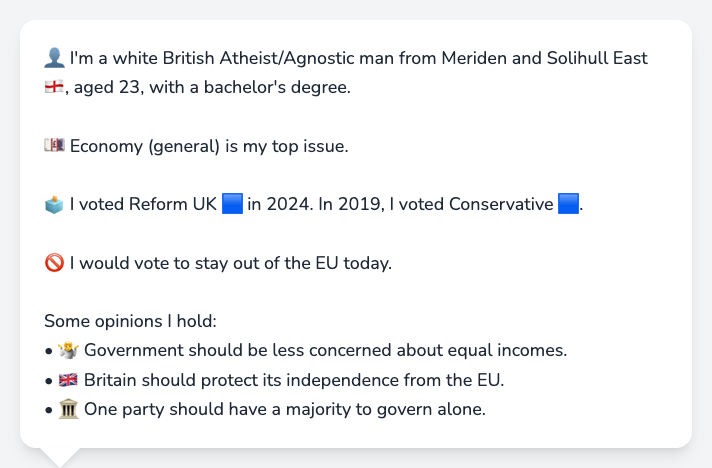 👤 I'm a white British Atheist/Agnostic man from Meriden and Solihull East
🏴󠁧󠁢󠁥󠁮󠁧󠁿, aged 23, with a bachelor's degree.
💷 Economy (general) is my top issue.
🗳️ I voted Reform UK 🟦 in 2024. In 2019, I voted Conservative 🟦.
🚫 I would vote to stay out of the EU today.
Some opinions I hold:
• 🤷 Government should be less concerned about equal incomes.
• 🇬🇧 Britain should protect its independence from the EU.
• 🏛️ One party should have a majority to govern alone.